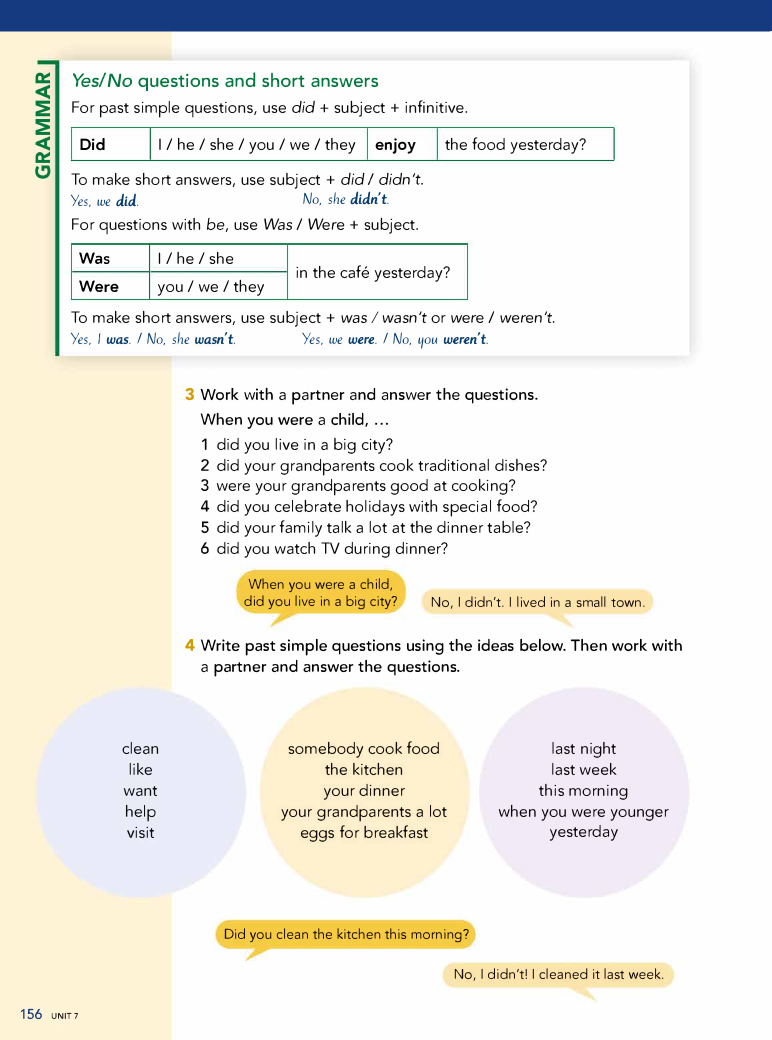 GRAMMAR
Yes/No questions and short answers
For past simple questions, use did + subject + infinitive.
Did I / he / she / you / we / they enjoy the food yesterday?
To make short answers, use subject + did / didn't.
Yes, we did. No, she didn't.
For questions with be, use Was / Were + subject.
Was I / he / she
in the café yesterday?
Were you / we / they
To make short answers, use subject + was / wasn't or were / weren't.
Yes, I was. / No, she wasn't. Yes, we were. / No, you weren't.
3 Work with a partner and answer the questions.
When you were a child, ...
1 did you live in a big city?
2 did your grandparents cook traditional dishes?
3 were your grandparents good at cooking?
4 did you celebrate holidays with special food?
5 did your family talk a lot at the dinner table?
6 did you watch TV during dinner?
When you were a child,
did you live in a big city?
No, I didn't. I lived in a small town.
4 Write past simple questions using the ideas below. Then work with
a partner and answer the questions.
clean
like
want
help
visit
somebody cook food
the kitchen
your dinner
your grandparents a lot
eggs for breakfast
last night
last week
this morning
when you were younger
yesterday
Did you clean the kitchen this morning?
No, I didn't! I cleaned it last week.
156 UNIT 7